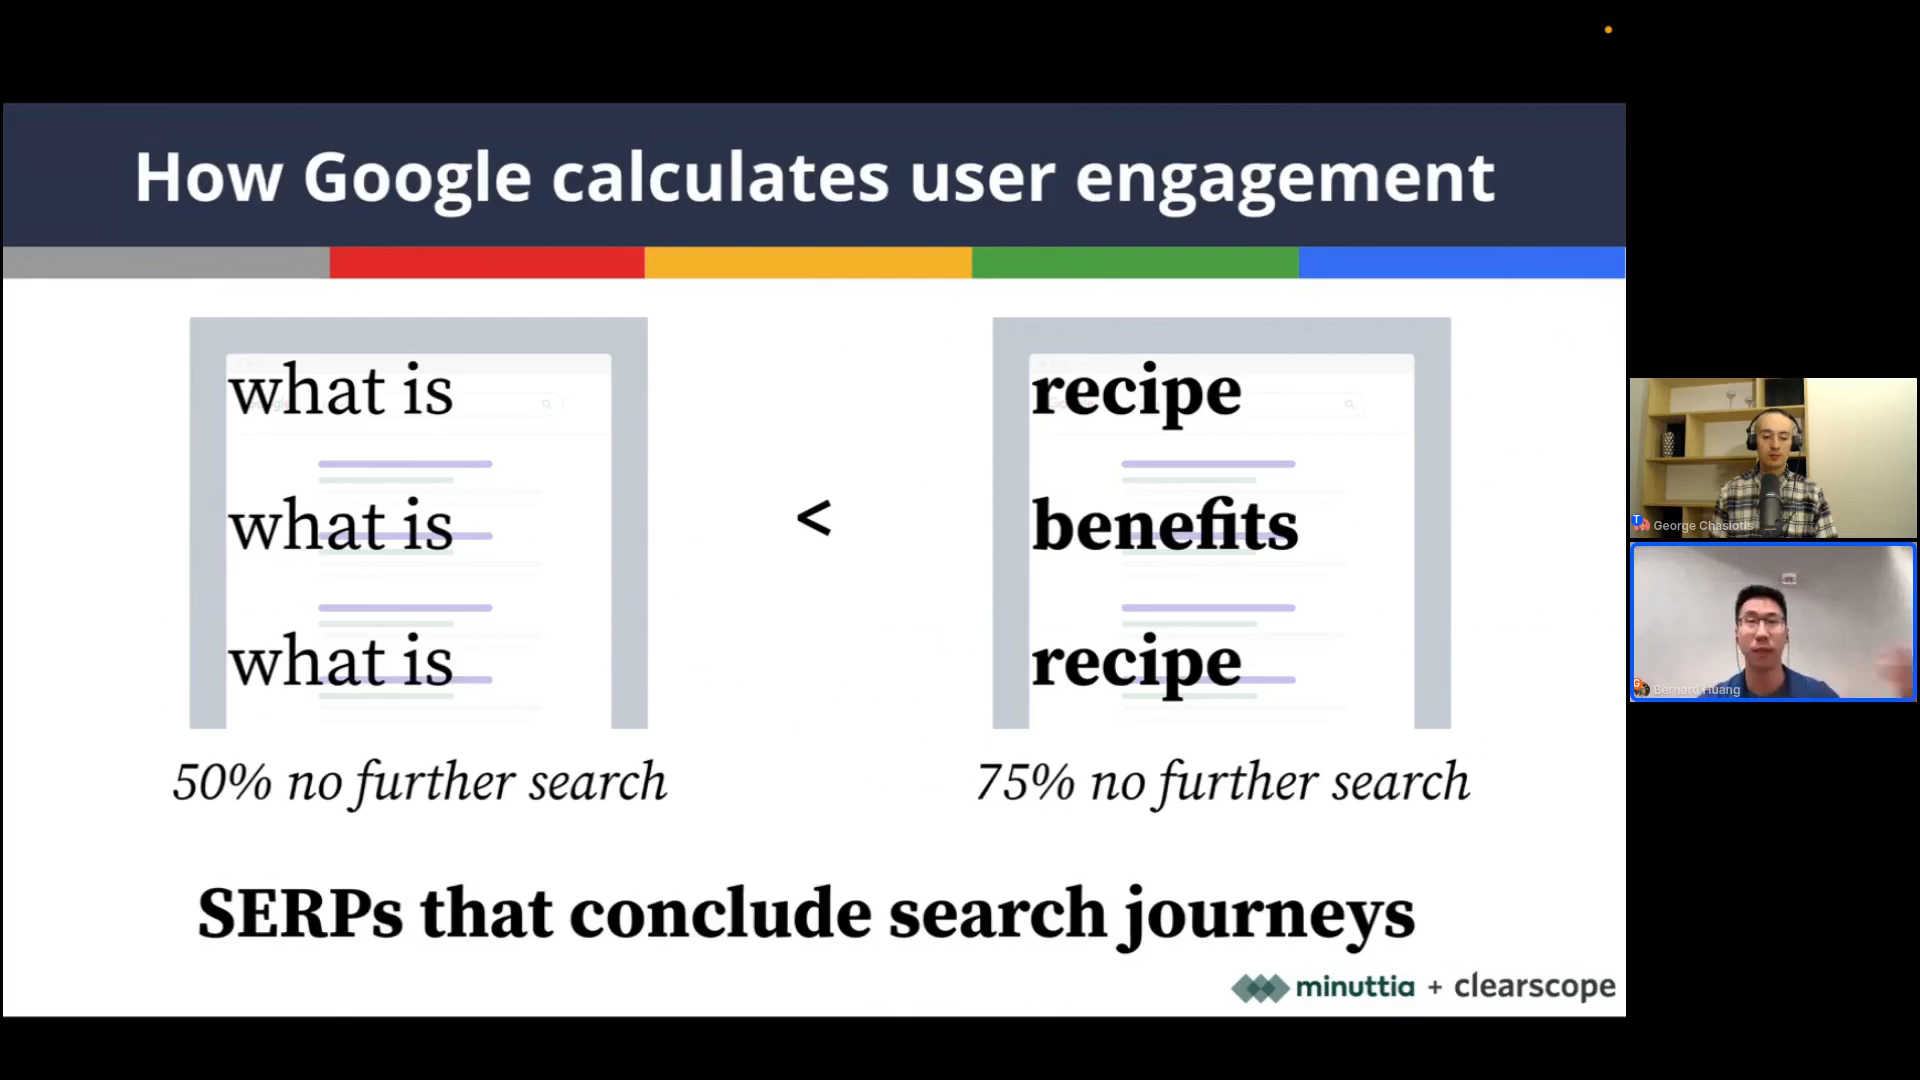 How Google calculates user engagement
what is
what is
what is
50% no further search
<
recipe
benefits
recipe
75% no further search
SERPs that conclude search journeys
minuttia + clearscope
George Chasiotis
Bernard Huang